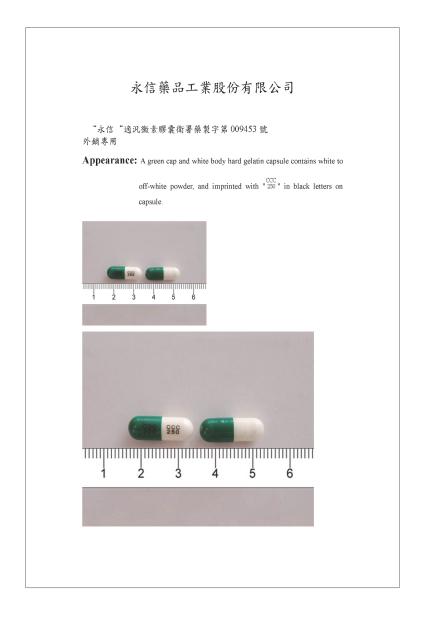 永信藥品工業股份有限公司
“永信“適汎黴素膠囊衛署藥製字第 009453 號
外銷專用
Appearance: A green cap and white body hard gelatin capsule contains white to
off-white powder, and imprinted with "CCC 250" in black letters on
capsule.
CCC
250
1 2 3 4 5 6
CCC
250
1 2 3 4 5 6